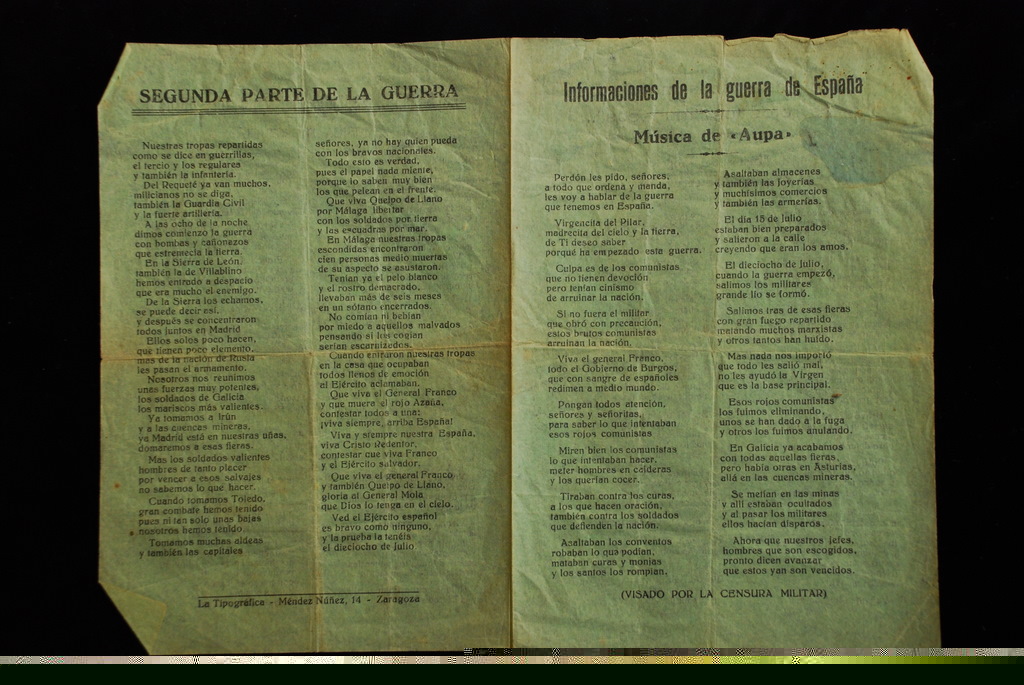 SEGUNDA PARTE DE LA GUERRA
Nuestras tropas repartidas
como se dice en guerrillas,
el tercio y los regulares
y también la infantería.
Del Requeté ya van muchos,
milicianos no se diga,
también la Guardia Civil
y la fuerte artillería.
A las ocho de la noche
dimos comienzo la guerra
con bombas y cañonazos
que estremecía la tierra.
En la Sierra de León,
también la de Villablino
hemos entrado a despacio
que era mucho el enemigo.
De la Sierra los echamos,
se puede decir así,
y después se concentraron
todos juntos en Madrid
Ellos solos poco hacen,
que tienen poco elemento,
mas de la nación de Rusia
les pasan el armamento.
Nosotros nos reunimos
unas fuerzas muy potentes,
los soldados de Galicia
los mariscos más valientes.
Ya tomamos a Irún
y a las cuencas mineras,
ya Madrid está en nuestras uñas,
domaremos a esas fieras.
Mas los soldados valientes
hombres de tanto placer
por vencer a esos salvajes
no sabemos lo que hacer.
Cuando tomamos Toledo,
gran combate hemos tenido
pues ni tan sólo unas bajas
nosotros hemos tenido.
Tomamos muchas aldeas
y también las capitales
señores, ya no hay quien pueda
con los bravos nacionales.
Todo esto es verdad,
pues el papel nada miente,
porque lo saben muy bien
los que pelean en el frente.
Que viva Queipo de Llano
por Málaga libertar
con los soldados por tierra
y las escuadras por mar.
En Málaga nuestras tropas
escondidas encontraron
cien personas medio muertas
de su aspecto se asustaron.
Tenían ya el pelo blanco
y el rostro demacrado,
llevaban más de seis meses
en un sótano encerrados.
No comían ni bebían
por miedo a aquellos malvados
pensando si les cogían
serían escarnizados.
Cuando entraron nuestras tropas
en la casa que ocupaban
todos llenos de emoción
al Ejército aclamaban.
Que viva el General Franco
y que muera el rojo Azaña,
contestar todos a una:
¡viva siempre, arriba España!
Viva y siempre nuestra España,
viva Cristo Redentor,
contestar que viva Franco
y el Ejército salvador.
Que viva el general Franco
y también Queipo de Llano,
gloria al General Mola
que Dios lo tenga en el cielo.
Ved el Ejército español
es bravo como ninguno,
y la prueba la tenéis
el dieciocho de julio
La Tipográfica - Méndez Núñez, 14 - Zaragoza
Informaciones de la guerra de España
Música de «Aupa»
Perdón les pido, señores,
a todo que ordena y manda,
les voy a hablar de la guerra
que tenemos en España.
Virgencita del Pilar,
madrecita del cielo y la tierra,
de Ti deseo saber
porqué ha empezado esta guerra.
Culpa es de los comunistas
que no tienen devoción
pero tenían cinismo
de arruinar la nación.
Si no fuera el militar
que obró con precaución,
estos brutos comunistas
arruinan la nación.
Viva el general Franco,
todo el Gobierno de Burgos,
que con sangre de españoles
redimen a medio mundo.
Pongan todos atención,
señores y señoritas,
para saber lo que intentaban
esos rojos comunistas
Miren bien los comunistas
lo que intentaban hacer,
meter hombres en calderas
y los querían cocer.
Tiraban contra los curas,
a los que hacen oración,
también contra los soldados
que defienden la nación.
Asaltaban los conventos
robaban lo que podían,
mataban curas y monjas
y los santos los rompían.
Asaltaban almacenes
y también las joyerías,
y muchísimos comercios
y también las armerías.
El día 15 de julio
estaban bien preparados
y salieron a la calle
creyendo que eran los amos.
El dieciocho de julio,
cuando la guerra empezó,
salimos los militares
grande lío se formó.
Salimos tras de esas fieras
con gran fuego repartido
matando muchos marxistas
y otros tantos han huído.
Mas nada nos importó
que todo les salió mal,
no les ayudó la Virgen
que es la base principal.
Esos rojos comunistas
los fuimos eliminando,
unos se han dado a la fuga
y otros los fuimos anulando.
En Galicia ya acabamos
con todas aquellas fieras,
pero había otras en Asturias,
allá en las cuencas mineras.
Se metían en las minas
y allí estaban ocultados
y al pasar los militares
ellos hacían disparos.
Ahora que nuestros jefes,
hombres que son escogidos,
pronto dicen avanzar
que estos yan son vencidos.
(VISADO POR LA CENSURA MILITAR)